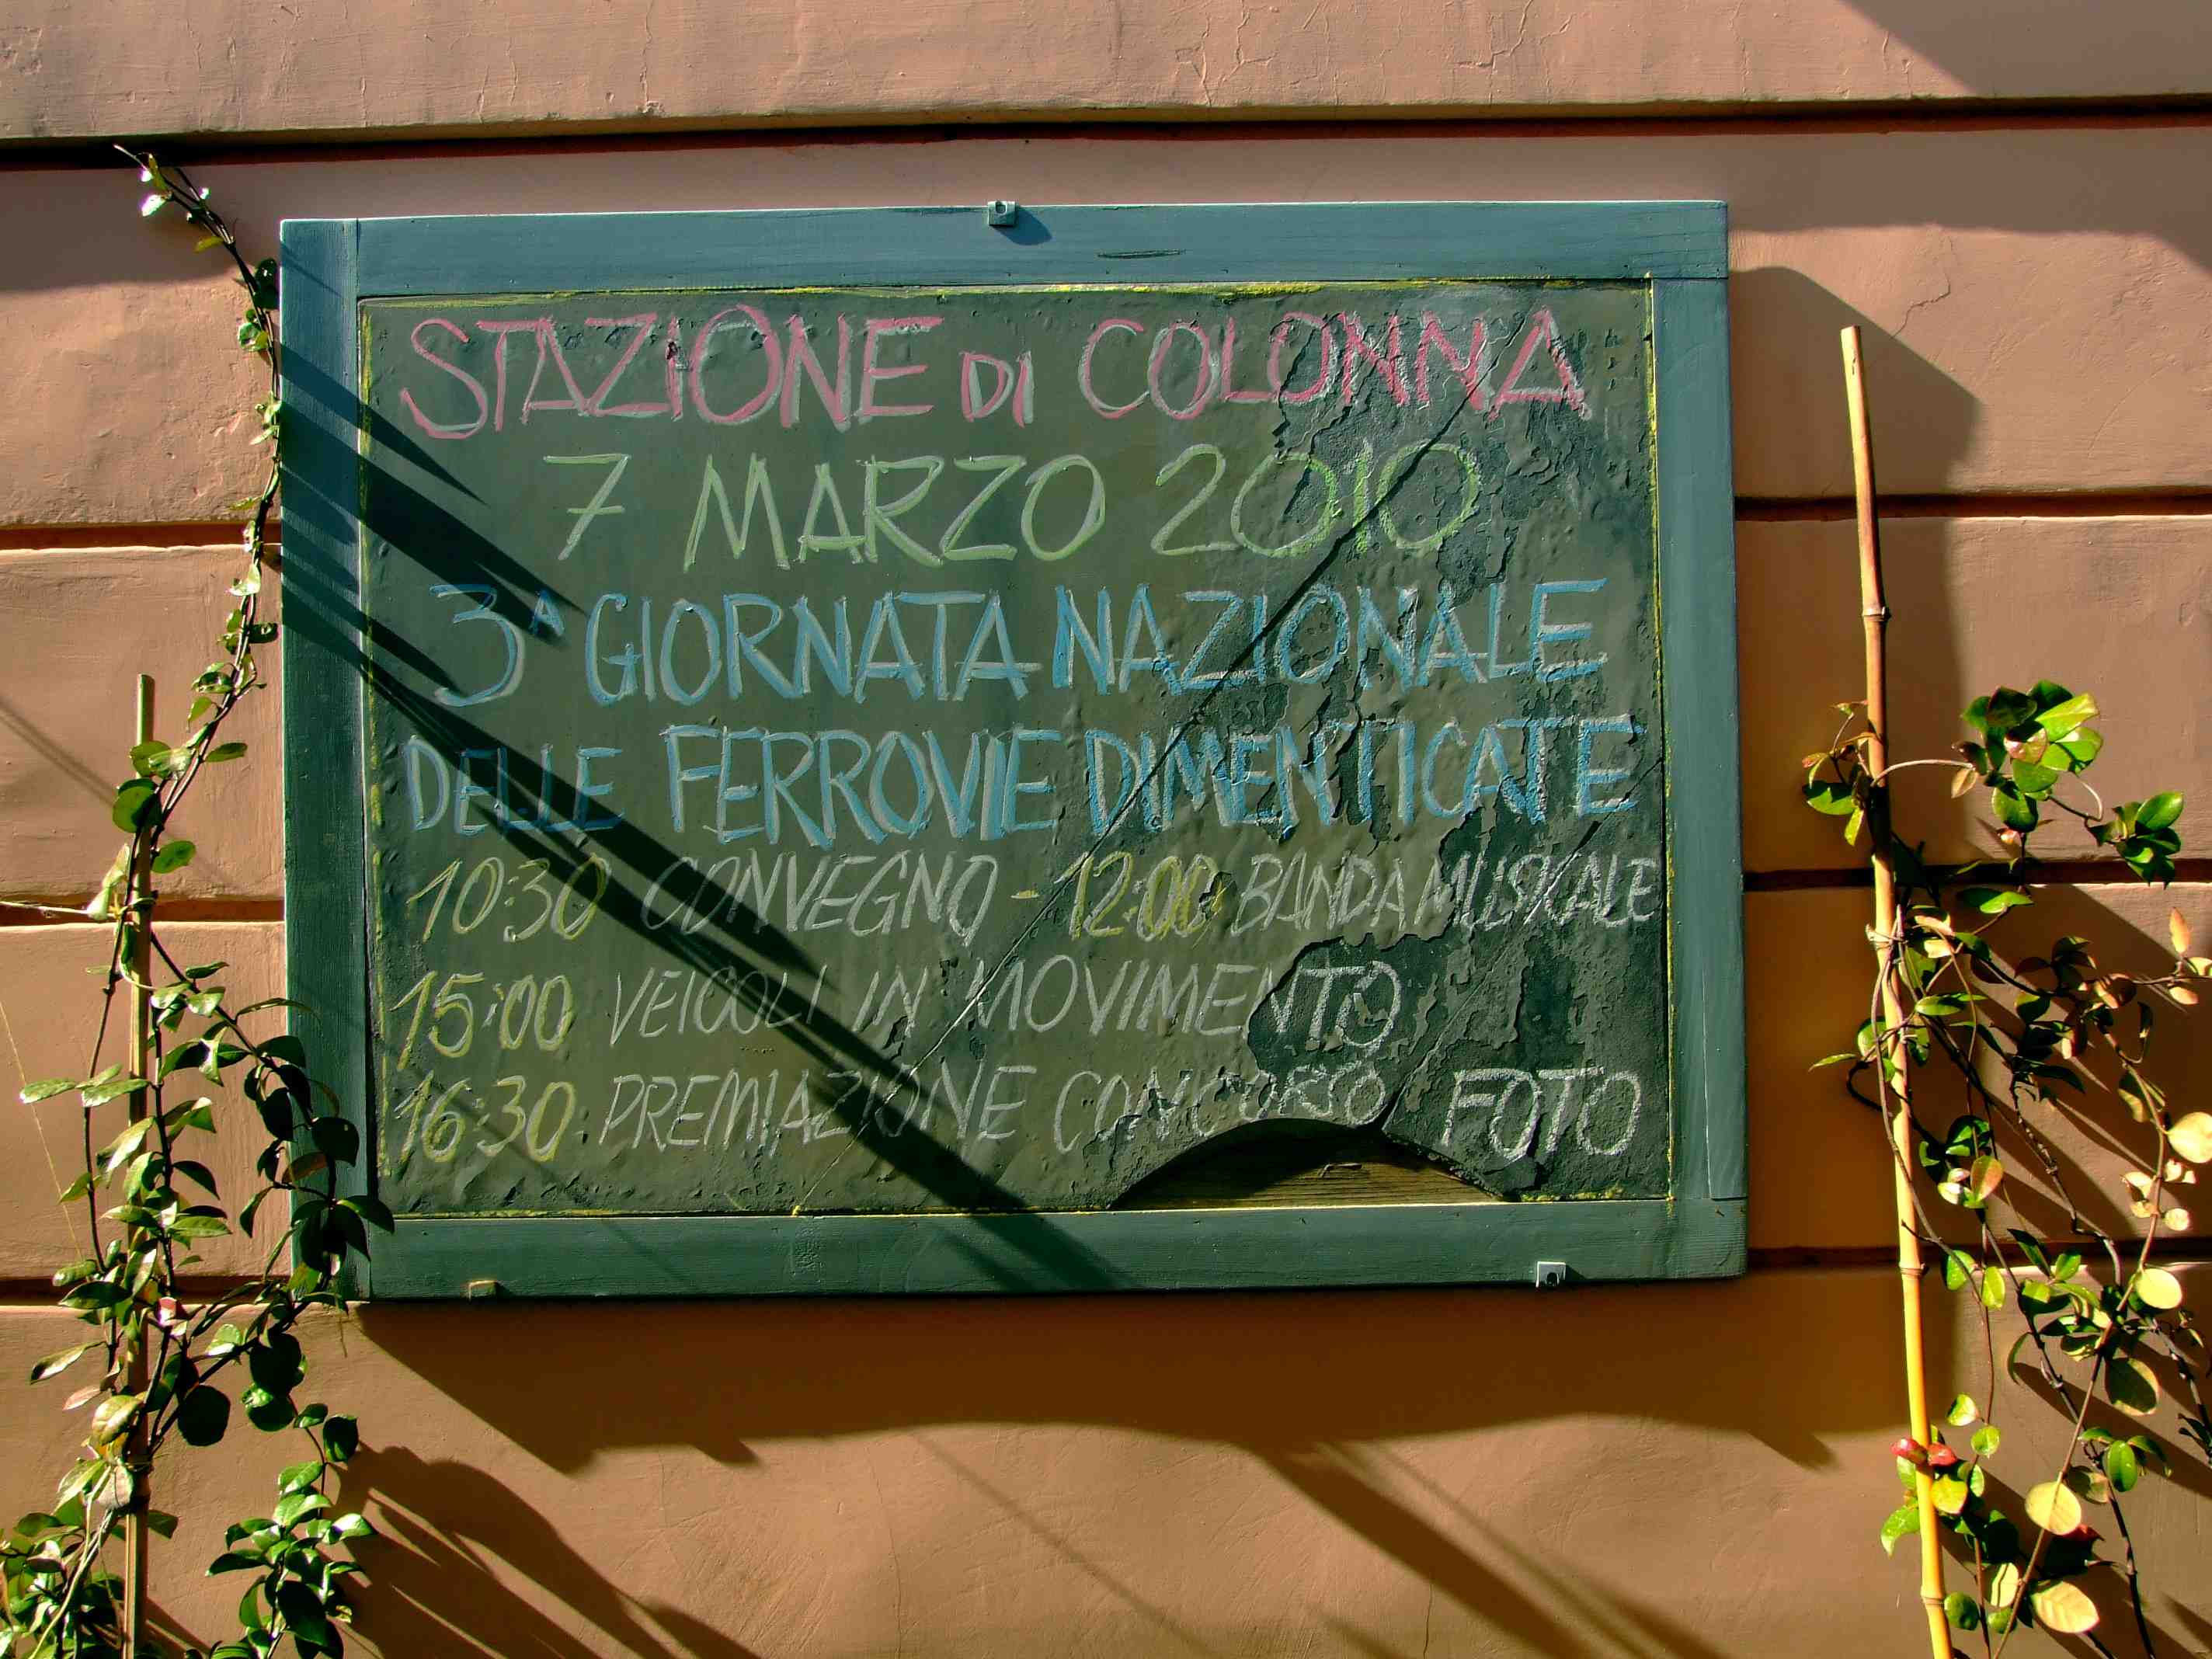 STAZIONE DI COLONNA
7 MARZO 2010
3^ GIORNATA NAZIONALE
DELLE FERROVIE DIMENTICATE
10:30 CONVEGNO - 12:00 BANDA MUSICALE
15:00 VEICOLI IN MOVIMENTO
16:30 PREMIAZIONE CONCORSO FOTO